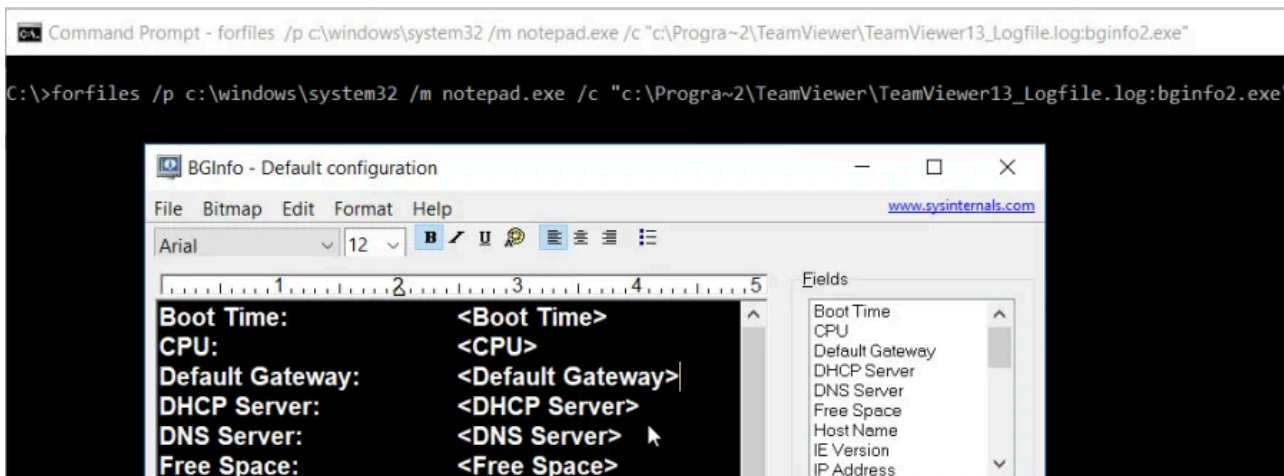 Command Prompt - forfiles /p c:\windows\system32 /m notepad.exe /c "c:\Progra~2\TeamViewer\TeamViewer13_Logfile.log:bginfo2.exe"
C:\>forfiles /p c:\windows\system32 /m notepad.exe /c "c:\Progra~2\TeamViewer\TeamViewer13_Logfile.log:bginfo2.exe"
BGInfo - Default configuration
File Bitmap Edit Format Help www.sysinternals.com
Arial 12 B I U
1 2 3 4 5
Boot Time: <Boot Time>
CPU: <CPU>
Default Gateway: <Default Gateway>
DHCP Server: <DHCP Server>
DNS Server: <DNS Server>
Free Space: <Free Space>
Fields
Boot Time
CPU
Default Gateway
DHCP Server
DNS Server
Free Space
Host Name
IE Version
IP Address